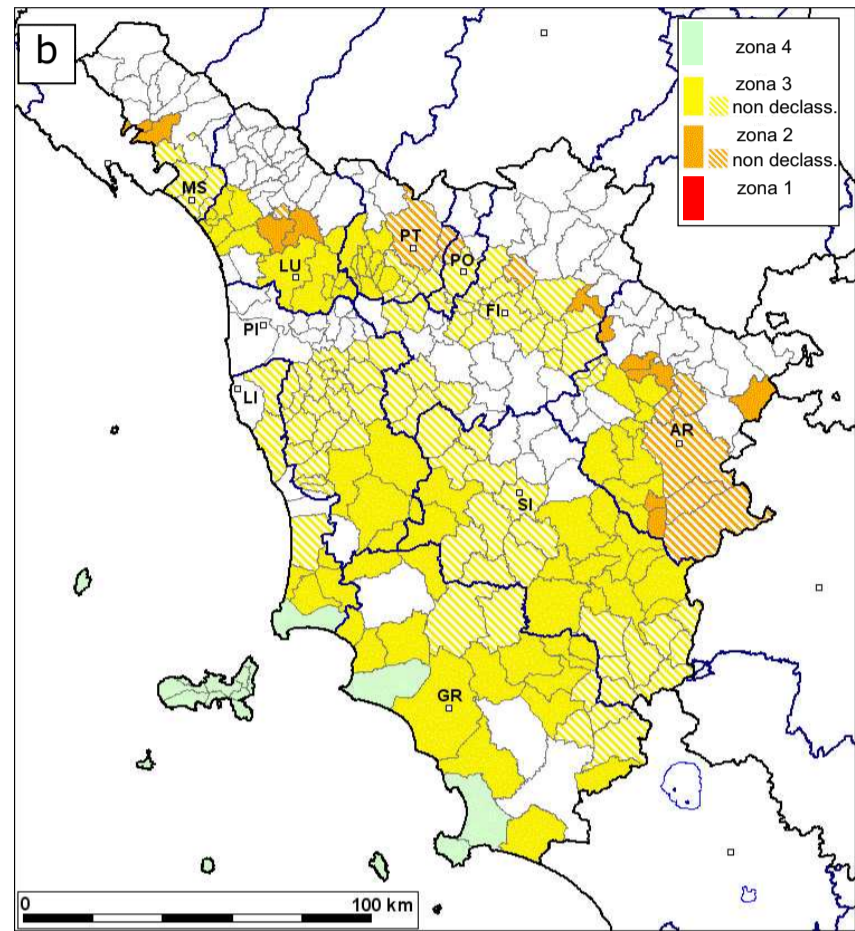 b
zona 4
zona 3
non declass.
zona 2
non declass.
zona 1
MS
PT
LU
PO
FI
PI
LI
AR
SI
GR
0 100 km